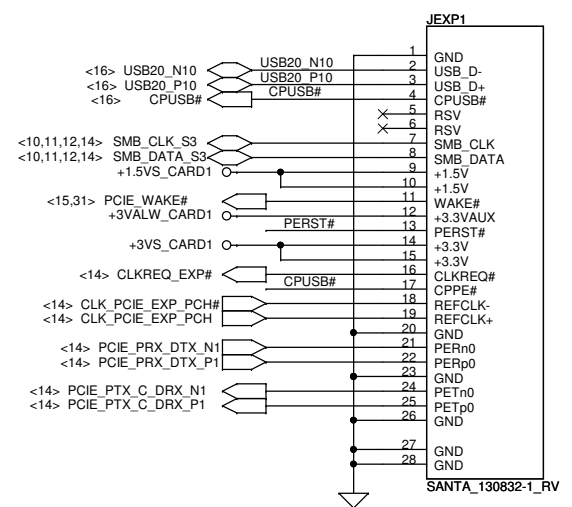 JEXP1
1 GND
<16> USB20_N10 USB20_N10 2 USB_D-
<16> USB20_P10 USB20_P10 3 USB_D+
<16> CPUSB# CPUSB# 4 CPUSB#
5 RSV
6 RSV
<10,11,12,14> SMB_CLK_S3 7 SMB_CLK
<10,11,12,14> SMB_DATA_S3 8 SMB_DATA
+1.5VS_CARD1 9 +1.5V
10 +1.5V
<15,31> PCIE_WAKE# 11 WAKE#
+3VALW_CARD1 12 +3.3VAUX
PERST# 13 PERST#
+3VS_CARD1 14 +3.3V
15 +3.3V
<14> CLKREQ_EXP# 16 CLKREQ#
CPUSB# 17 CPPE#
<14> CLK_PCIE_EXP_PCH# 18 REFCLK-
<14> CLK_PCIE_EXP_PCH 19 REFCLK+
20 GND
<14> PCIE_PRX_DTX_N1 21 PERn0
<14> PCIE_PRX_DTX_P1 22 PERp0
23 GND
<14> PCIE_PTX_C_DRX_N1 24 PETn0
<14> PCIE_PTX_C_DRX_P1 25 PETp0
26 GND
27 GND
28 GND
SANTA_130832-1_RV